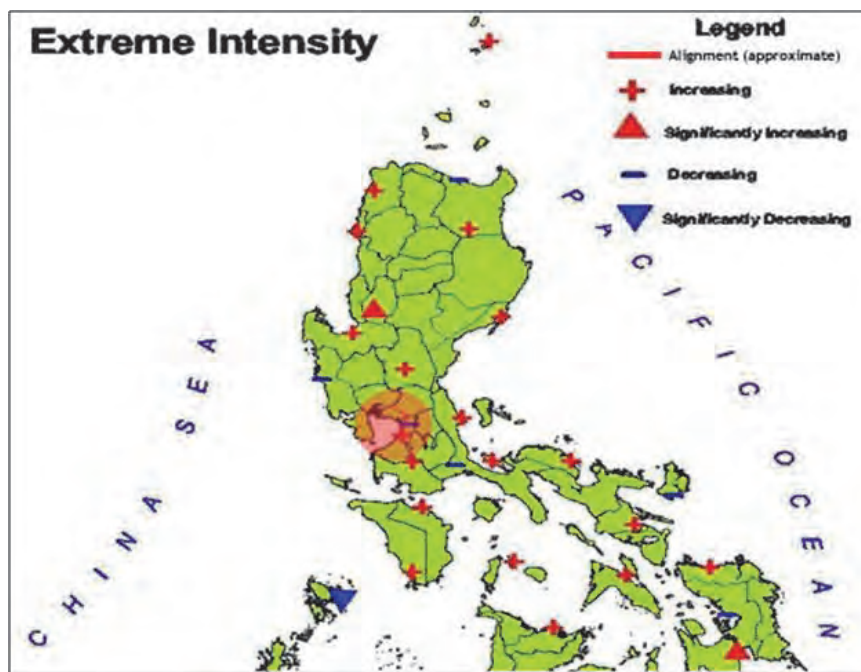 Extreme Intensity
Legend
Alignment (approximate)
Increasing
Significantly Increasing
Decreasing
Significantly Decreasing
PACIFIC OCEAN
CHINA SEA